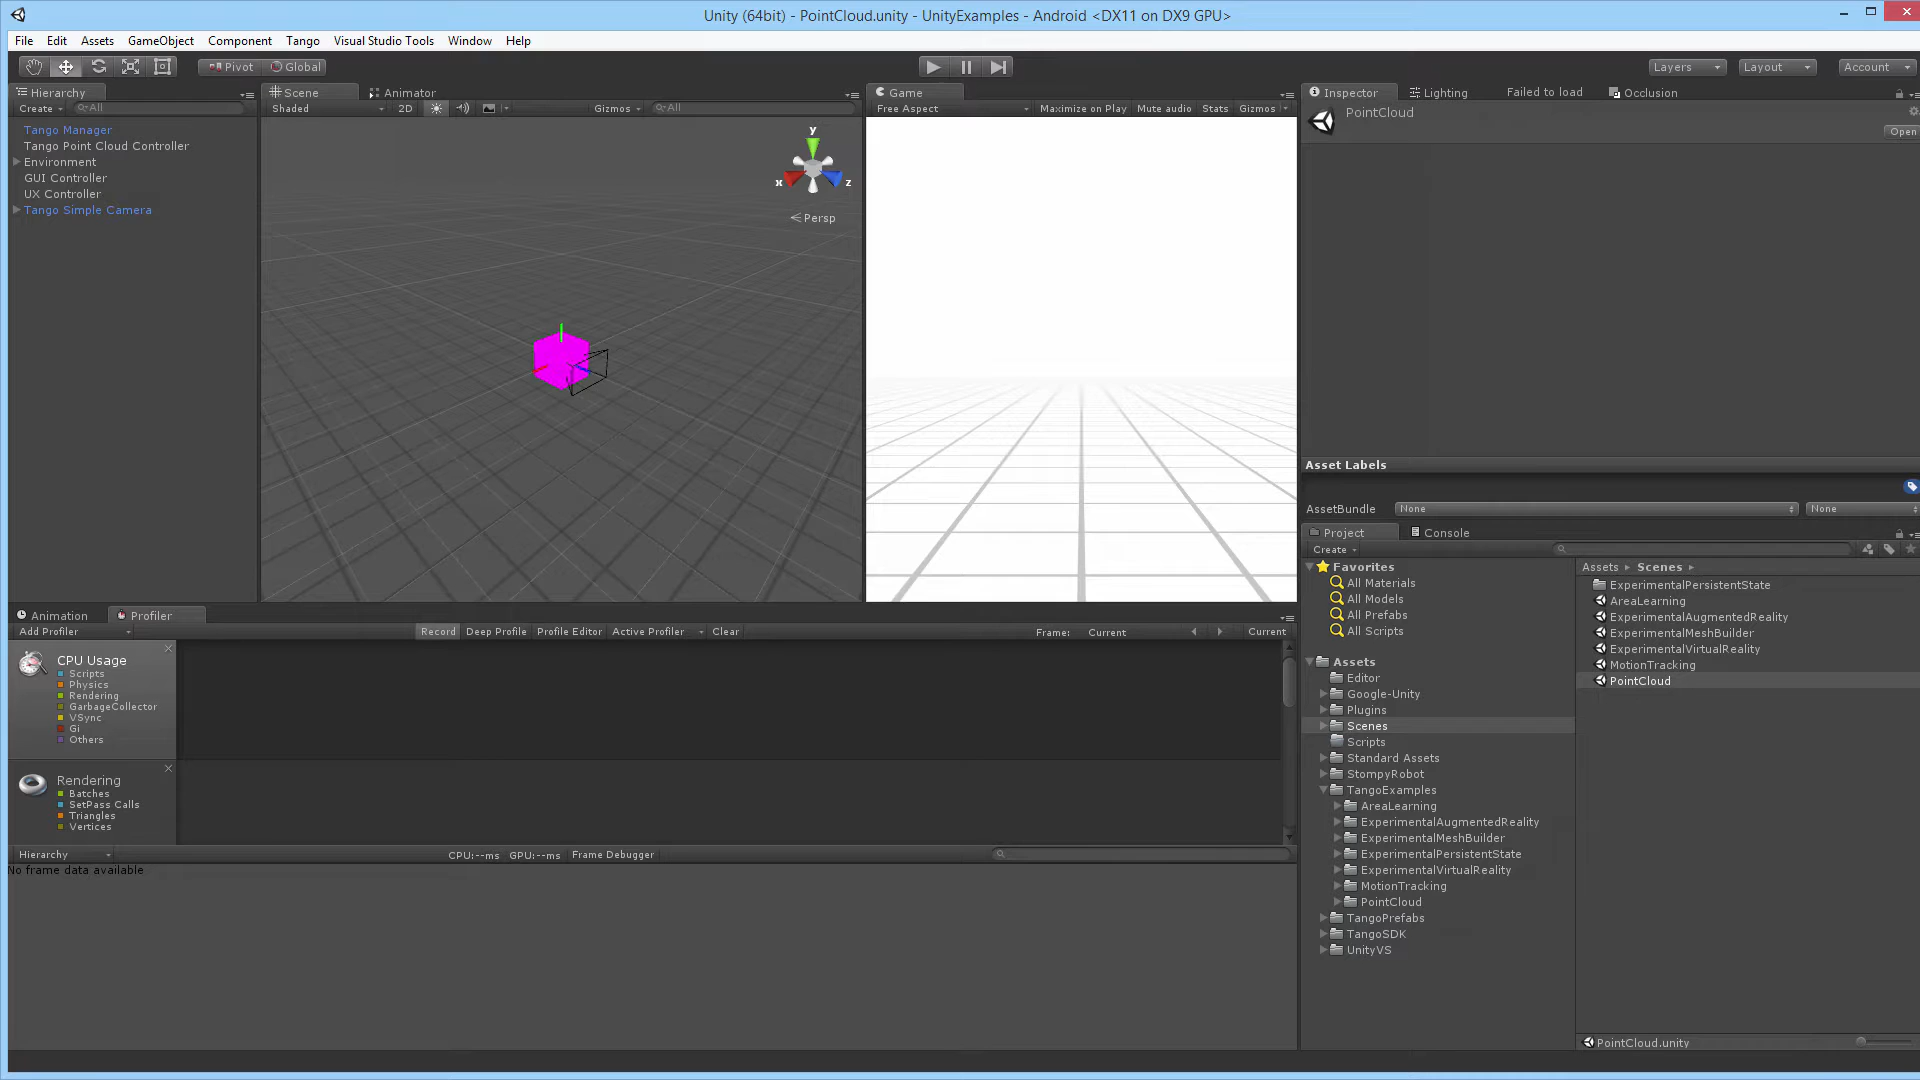 Unity (64bit) - PointCloud.unity - UnityExamples - Android <DX11 on DX9 GPU>
File Edit Assets GameObject Component Tango Visual Studio Tools Window Help
Pivot Global Layers Layout Account
Hierarchy
Create All
Tango Manager
Tango Point Cloud Controller
Environment
GUI Controller
UX Controller
Tango Simple Camera
Scene Animator
Shaded 2D Gizmos All
y
x z
Persp
Game
Free Aspect Maximize on Play Mute audio Stats Gizmos
Inspector Lighting Failed to load Occlusion
PointCloud
Open
Asset Labels
AssetBundle None None
Project Console
Create
Favorites
All Materials
All Models
All Prefabs
All Scripts
Assets
Editor
Google-Unity
Plugins
Scenes
Scripts
Standard Assets
StompyRobot
TangoExamples
AreaLearning
ExperimentalAugmentedReality
ExperimentalMeshBuilder
ExperimentalPersistentState
ExperimentalVirtualReality
MotionTracking
PointCloud
TangoPrefabs
TangoSDK
UnityVS
Assets Scenes
ExperimentalPersistentState
AreaLearning
ExperimentalAugmentedReality
ExperimentalMeshBuilder
ExperimentalVirtualReality
MotionTracking
PointCloud
PointCloud.unity
Animation Profiler
Add Profiler Record Deep Profile Profile Editor Active Profiler Clear Frame: Current Current
CPU Usage
Scripts
Physics
Rendering
GarbageCollector
VSync
Gi
Others
Rendering
Batches
SetPass Calls
Triangles
Vertices
Hierarchy CPU:--ms GPU:--ms Frame Debugger
No frame data available